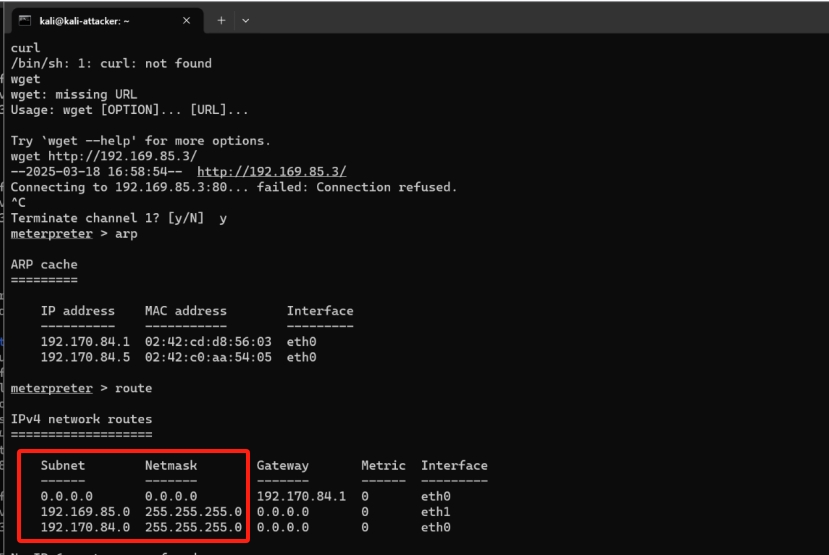 kali@kali-attacker: ~
curl
/bin/sh: 1: curl: not found
wget
wget: missing URL
Usage: wget [OPTION]... [URL]...
Try `wget --help' for more options.
wget http://192.169.85.3/
--2025-03-18 16:58:54--  http://192.169.85.3/
Connecting to 192.169.85.3:80... failed: Connection refused.
^C
Terminate channel 1? [y/N]  y
meterpreter > arp
ARP cache
=========
IP address    MAC address        Interface
----------    -----------        ---------
192.170.84.1  02:42:cd:d8:56:03  eth0
192.170.84.5  02:42:c0:aa:54:05  eth0
meterpreter > route
IPv4 network routes
===================
Subnet        Netmask        Gateway       Metric  Interface
------        -------        -------       ------  ---------
0.0.0.0       0.0.0.0        192.170.84.1  0       eth0
192.169.85.0  255.255.255.0  0.0.0.0       0       eth1
192.170.84.0  255.255.255.0  0.0.0.0       0       eth0